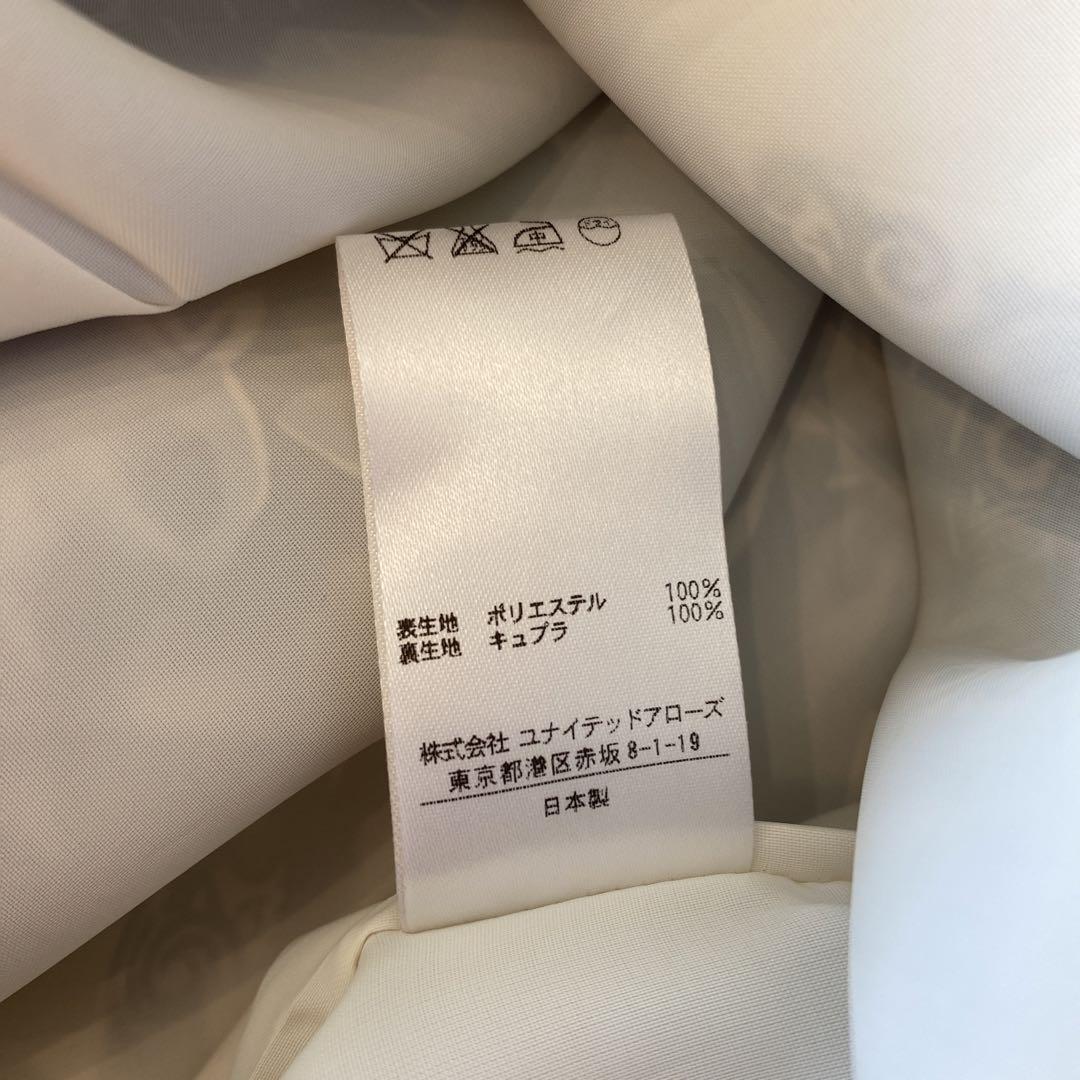 中
表生地 ポリエステル 100%
裏生地 キュプラ 100%
株式会社 ユナイテッドアローズ
東京都港区赤坂 8-1-19
日本製